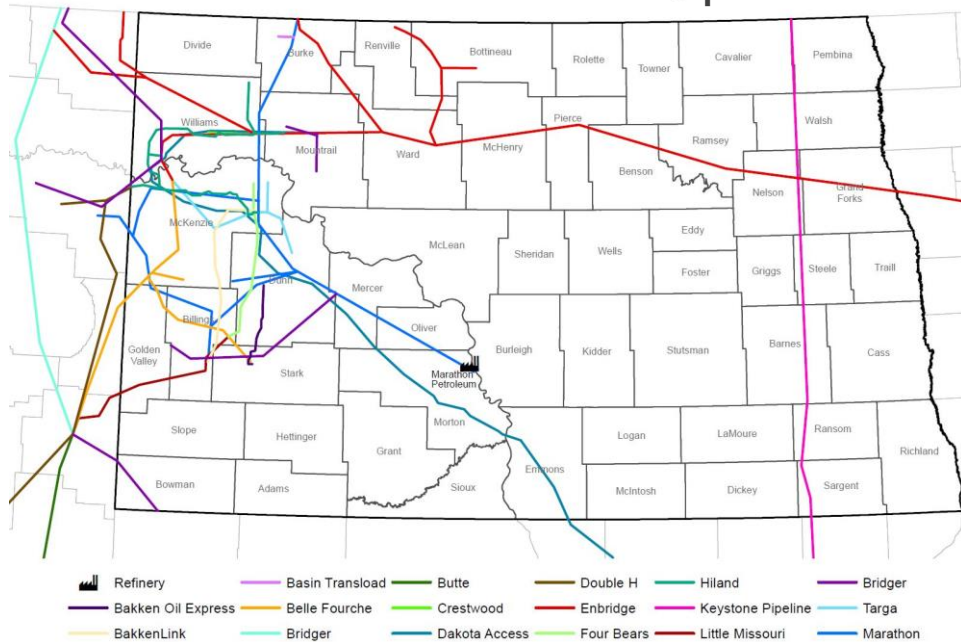 Divide
Burke
Renville
Bottineau
Rolette
Towner
Cavalier
Pembina
Williams
Mountrail
Ward
McHenry
Pierce
Benson
Ramsey
Walsh
Nelson
Grand
Forks
McKenzie
McLean
Sheridan
Wells
Eddy
Foster
Griggs
Steele
Traill
Dunn
Mercer
Oliver
Billings
Golden
Valley
Stark
Burleigh
Kidder
Stutsman
Barnes
Cass
Marathon
Petroleum
Slope
Hettinger
Grant
Morton
Emmons
Logan
LaMoure
Ransom
Richland
Bowman
Adams
Sioux
McIntosh
Dickey
Sargent
Refinery Basin Transload Butte Double H Hiland Bridger
Bakken Oil Express Belle Fourche Crestwood Enbridge Keystone Pipeline Targa
BakkenLink Bridger Dakota Access Four Bears Little Missouri Marathon